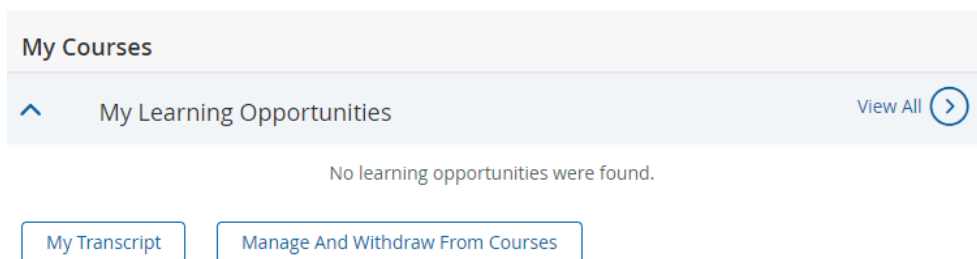 My Courses
My Learning Opportunities
View All
No learning opportunities were found.
My Transcript
Manage And Withdraw From Courses